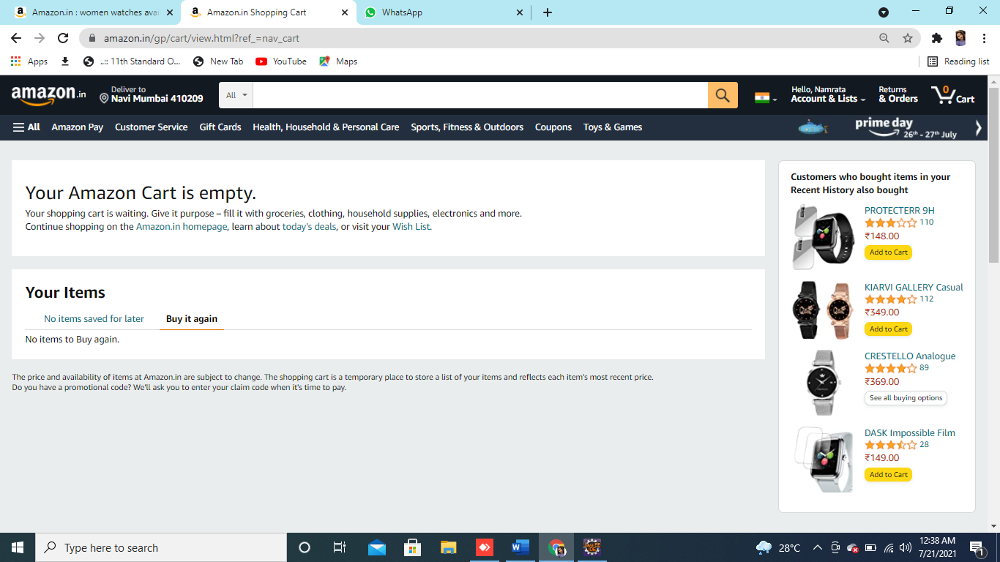 Amazon.in : women watches avai
Amazon.in Shopping Cart
WhatsApp
amazon.in/gp/cart/view.html?ref_=nav_cart
Apps
..:: 11th Standard O...
New Tab
YouTube
Maps
Reading list
amazon.in
Deliver to
Navi Mumbai 410209
All
Hello, Namrata
Account & Lists
Returns
& Orders
0
Cart
All
Amazon Pay
Customer Service
Gift Cards
Health, Household & Personal Care
Sports, Fitness & Outdoors
Coupons
Toys & Games
prime day
26th - 27th July
Your Amazon Cart is empty.
Your shopping cart is waiting. Give it purpose – fill it with groceries, clothing, household supplies, electronics and more.
Continue shopping on the Amazon.in homepage, learn about today's deals, or visit your Wish List.
Your Items
No items saved for later
Buy it again
No items to Buy again.
The price and availability of items at Amazon.in are subject to change. The shopping cart is a temporary place to store a list of your items and reflects each item's most recent price.
Do you have a promotional code? We'll ask you to enter your claim code when it's time to pay.
Customers who bought items in your
Recent History also bought
PROTECTERR 9H
110
₹148.00
Add to Cart
KIARVI GALLERY Casual
112
₹349.00
Add to Cart
CRESTELLO Analogue
89
₹369.00
See all buying options
DASK Impossible Film
28
₹149.00
Add to Cart
Type here to search
28°C
12:38 AM
7/21/2021
1